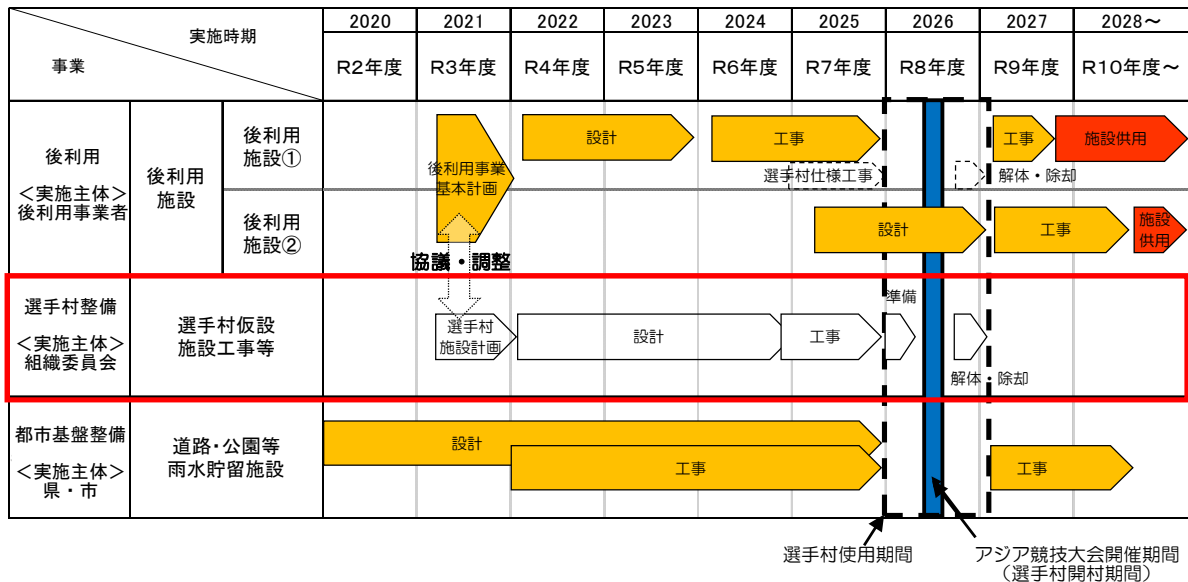 実施時期
事業
2020 2021 2022 2023 2024 2025 2026 2027 2028～
R2年度 R3年度 R4年度 R5年度 R6年度 R7年度 R8年度 R9年度 R10年度～
後利用
＜実施主体＞
後利用事業者
後利用
施設
後利用
施設①
後利用事業
基本計画
設計
工事
選手村仕様工事
工事
施設供用
解体・除却
後利用
施設②
設計
工事
施設
供用
協議・調整
選手村整備
＜実施主体＞
組織委員会
選手村仮設
施設工事等
選手村
施設計画
設計
工事
準備
解体・除却
都市基盤整備
＜実施主体＞
県・市
道路・公園等
雨水貯留施設
設計
工事
工事
選手村使用期間
アジア競技大会開催期間
（選手村開村期間）